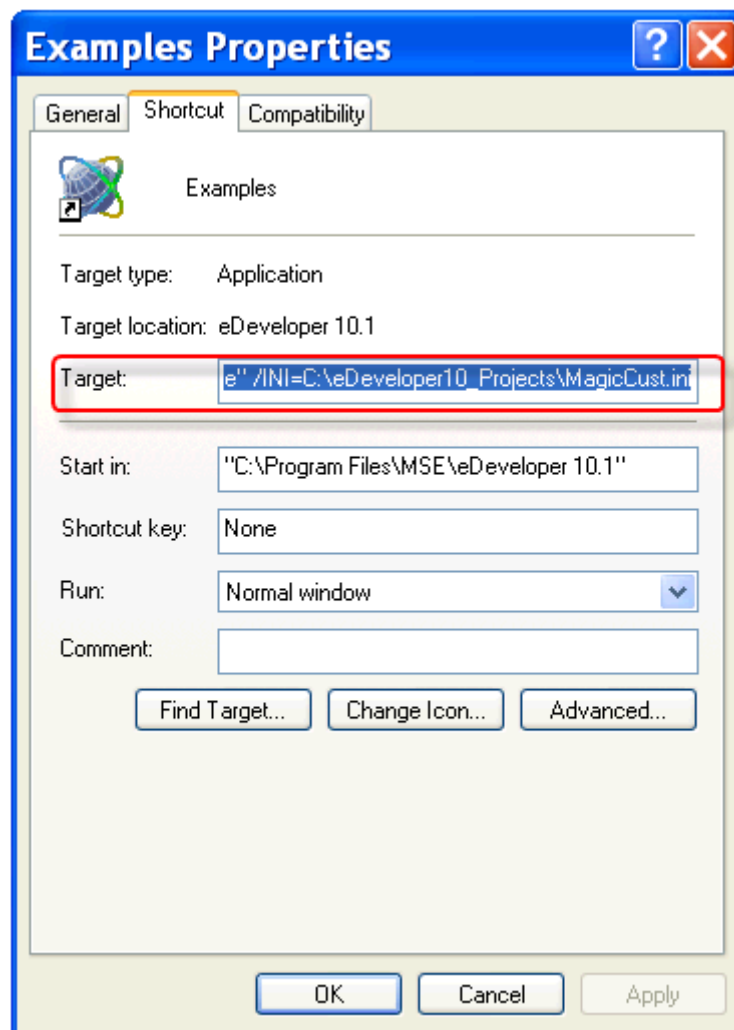 Examples Properties
General Shortcut Compatibility
Examples
Target type: Application
Target location: eDeveloper 10.1
Target: e" /INI=C:\eDeveloper10_Projects\MagicCust.ini
Start in: "C:\Program Files\MSE\eDeveloper 10.1"
Shortcut key: None
Run: Normal window
Comment:
Find Target... Change Icon... Advanced...
OK Cancel Apply